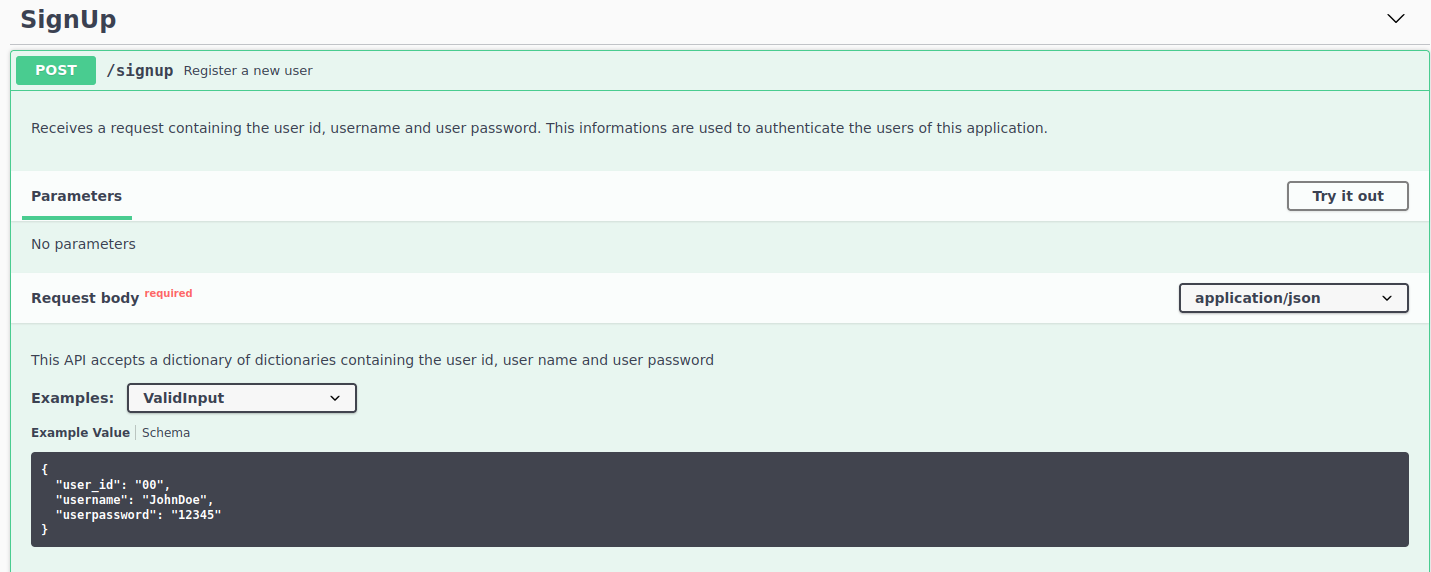 SignUp
POST /signup Register a new user
Receives a request containing the user id, username and user password. This informations are used to authenticate the users of this application.
Parameters Try it out
No parameters
Request body required application/json
This API accepts a dictionary of dictionaries containing the user id, user name and user password
Examples: ValidInput
Example Value Schema
{
"user_id": "00",
"username": "JohnDoe",
"userpassword": "12345"
}